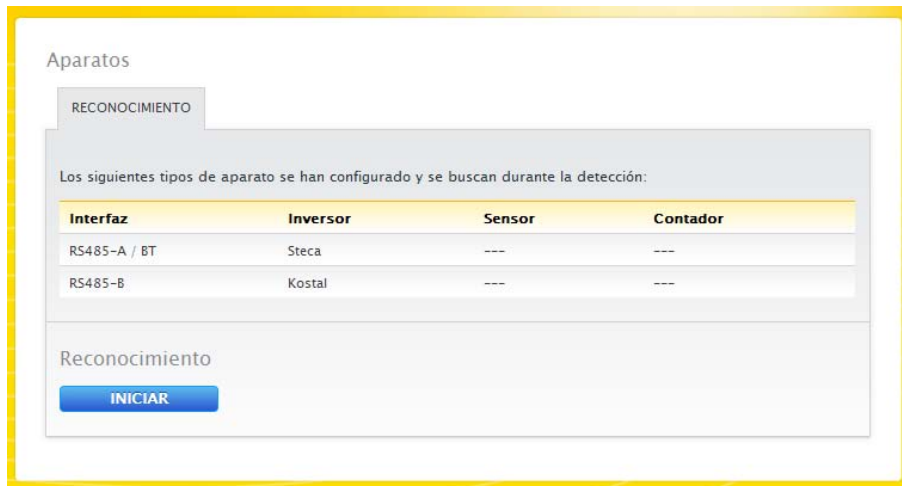 Aparatos
RECONOCIMIENTO
Los siguientes tipos de aparato se han configurado y se buscan durante la detección:
Interfaz Inversor Sensor Contador
RS485-A / BT Steca --- ---
RS485-B Kostal --- ---
Reconocimiento
INICIAR